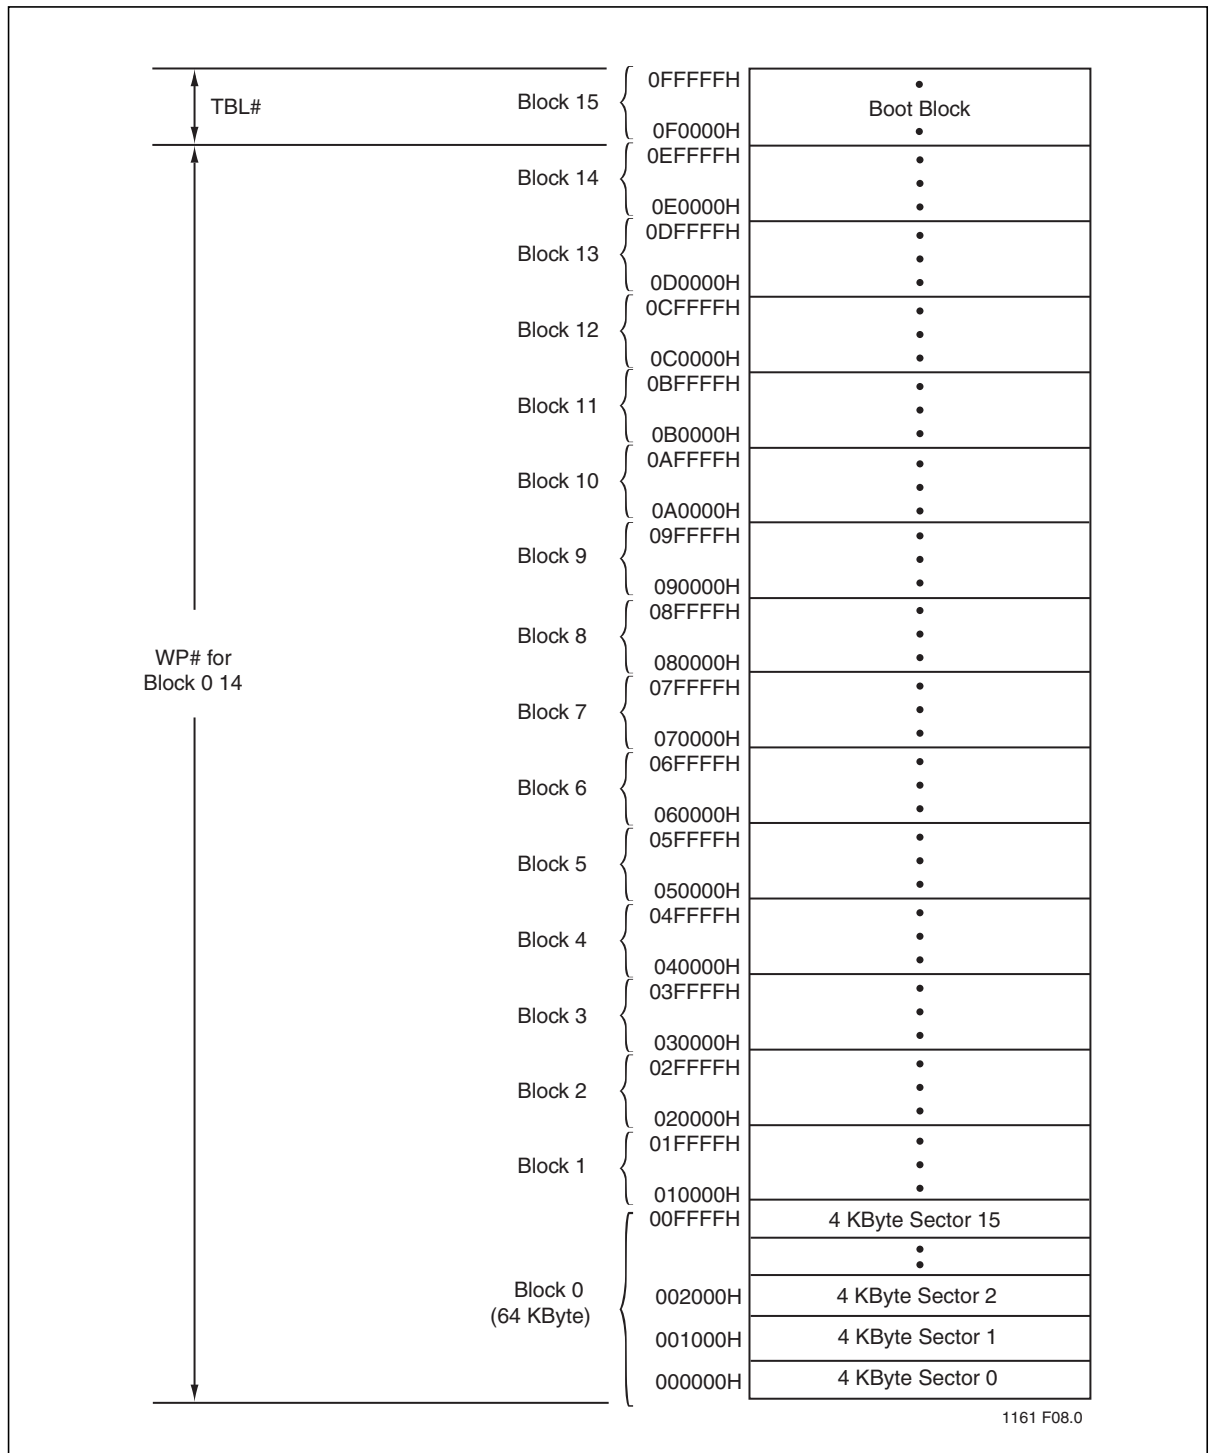 TBL#
Block 15
0FFFFFH
Boot Block
0F0000H
0EFFFFH
Block 14
0E0000H
0DFFFFH
Block 13
0D0000H
0CFFFFH
Block 12
0C0000H
0BFFFFH
Block 11
0B0000H
0AFFFFH
Block 10
0A0000H
09FFFFH
Block 9
090000H
08FFFFH
Block 8
080000H
WP# for
Block 0 14
07FFFFH
Block 7
070000H
06FFFFH
Block 6
060000H
05FFFFH
Block 5
050000H
04FFFFH
Block 4
040000H
03FFFFH
Block 3
030000H
02FFFFH
Block 2
020000H
01FFFFH
Block 1
010000H
00FFFFH
4 KByte Sector 15
Block 0
(64 KByte)
002000H
4 KByte Sector 2
001000H
4 KByte Sector 1
000000H
4 KByte Sector 0
1161 F08.0